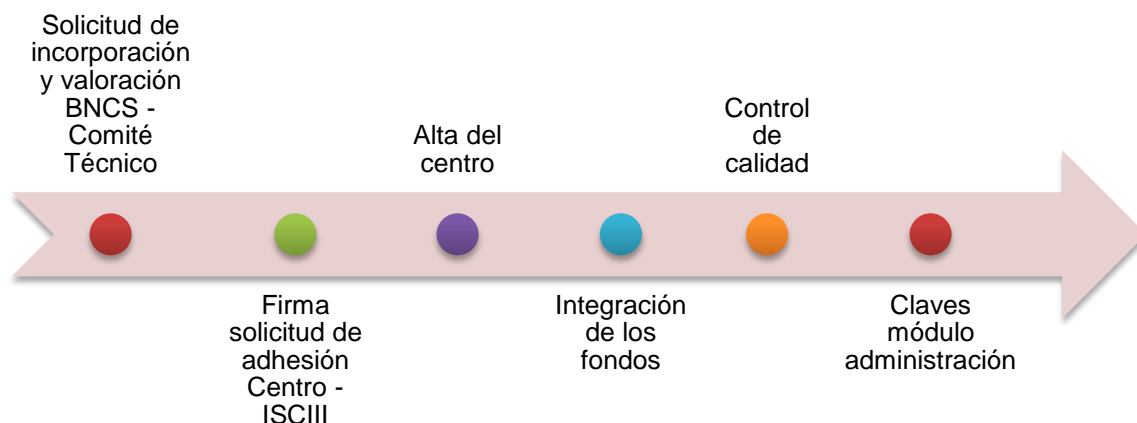 Solicitud de
incorporación
y valoración
BNCS -
Comité
Técnico
Firma
solicitud de
adhesión
Centro -
ISCIII
Alta del
centro
Integración
de los
fondos
Control
de
calidad
Claves
módulo
administración